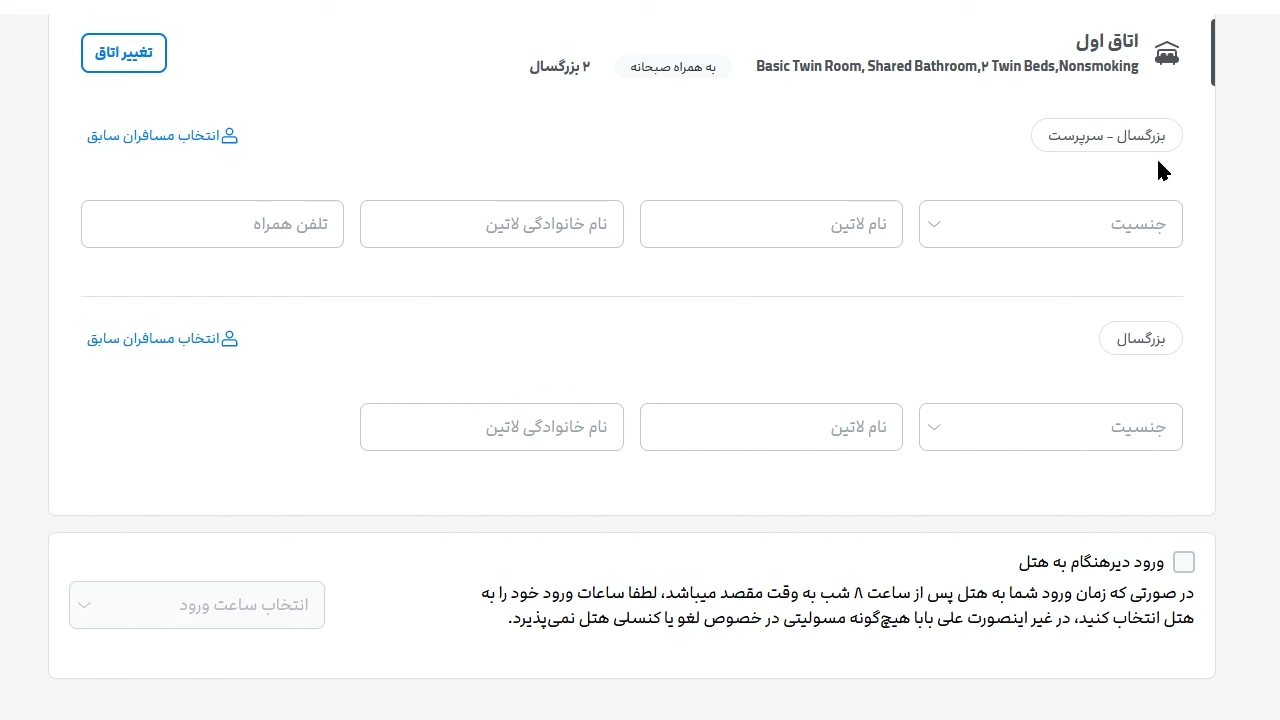 اتاق اول
تغییر اتاق
Basic Twin Room, Shared Bathroom,۲ Twin Beds,Nonsmoking
به همراه صبحانه
۲ بزرگسال
بزرگسال - سرپرست
انتخاب مسافران سابق
جنسیت
نام لاتین
نام خانوادگی لاتین
تلفن همراه
بزرگسال
انتخاب مسافران سابق
جنسیت
نام لاتین
نام خانوادگی لاتین
ورود دیرهنگام به هتل
در صورتی که زمان ورود شما به هتل پس از ساعت ۸ شب به وقت مقصد میباشد، لطفا ساعات ورود خود را به
هتل انتخاب کنید، در غیر اینصورت علی بابا هیچ‌گونه مسولیتی در خصوص لغو یا کنسلی هتل نمی‌پذیرد.
انتخاب ساعت ورود